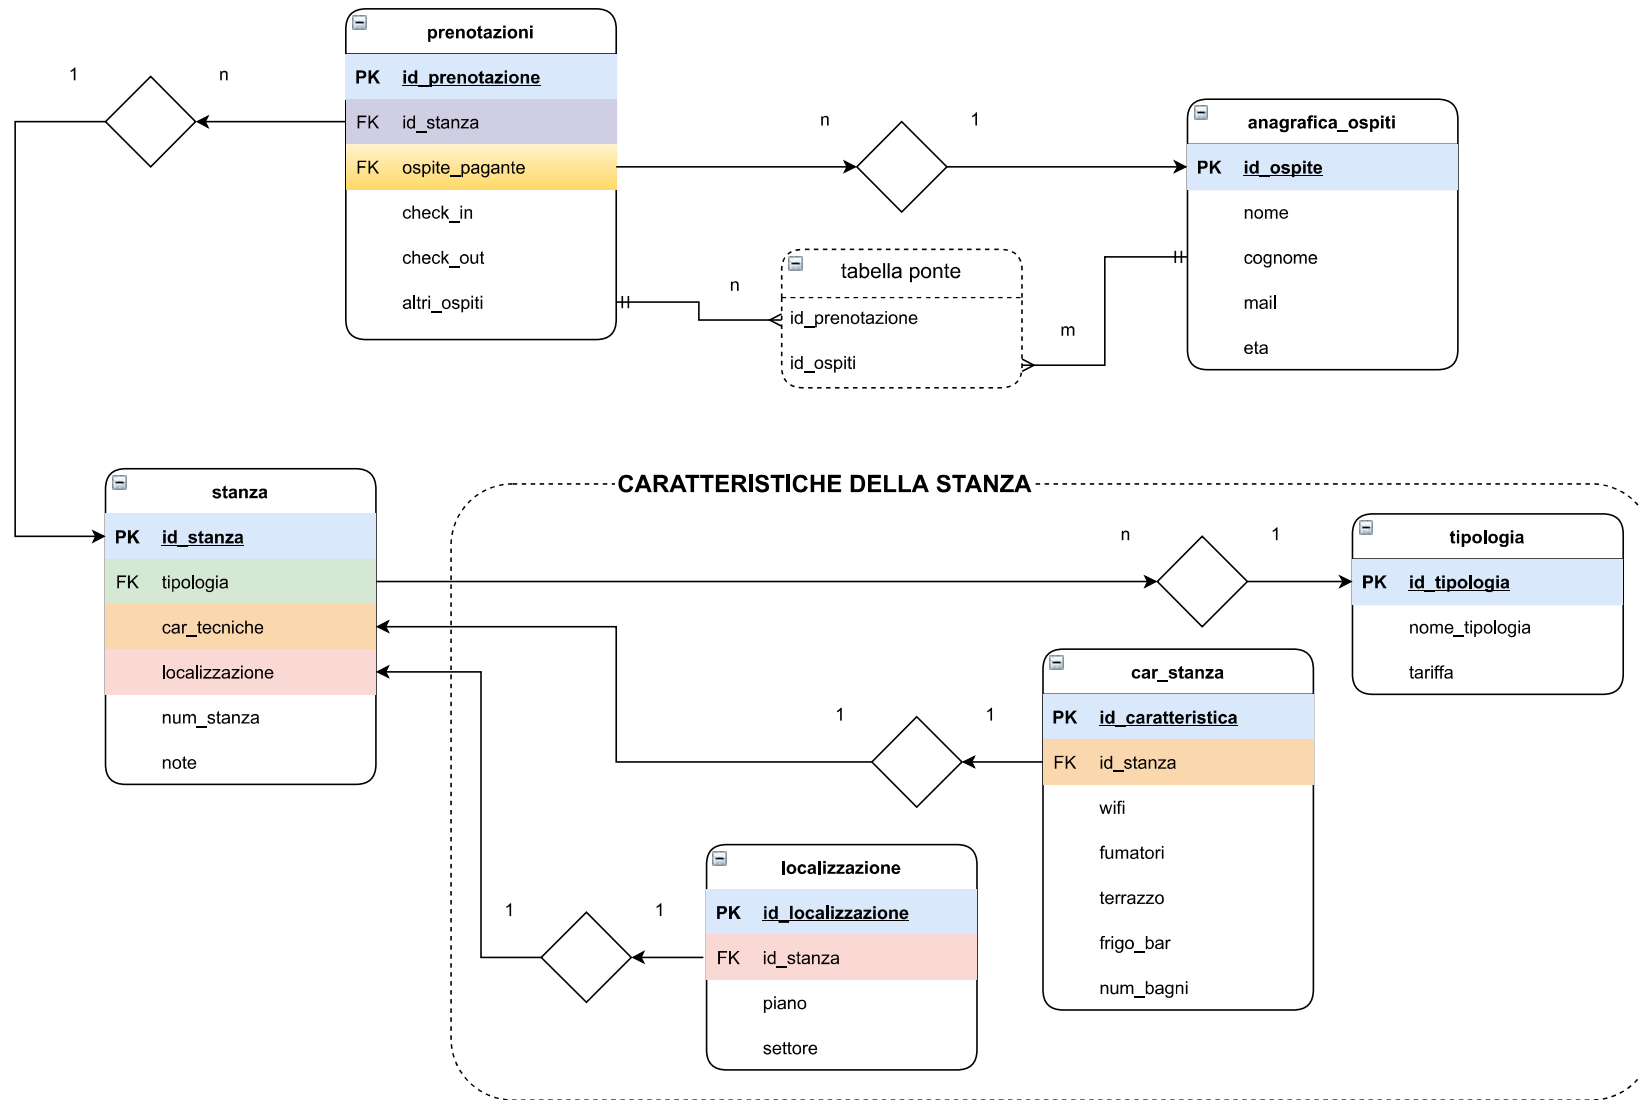 prenotazioni
PK id_prenotazione
FK id_stanza
FK ospite_pagante
check_in
check_out
altri_ospiti
1
n
n
1
anagrafica_ospiti
PK id_ospite
nome
cognome
mail
eta
tabella ponte
id_prenotazione
id_ospiti
n
m
stanza
PK id_stanza
FK tipologia
car_tecniche
localizzazione
num_stanza
note
CARATTERISTICHE DELLA STANZA
n
1
tipologia
PK id_tipologia
nome_tipologia
tariffa
1
1
car_stanza
PK id_caratteristica
FK id_stanza
wifi
fumatori
terrazzo
frigo_bar
num_bagni
1
1
localizzazione
PK id_localizzazione
FK id_stanza
piano
settore